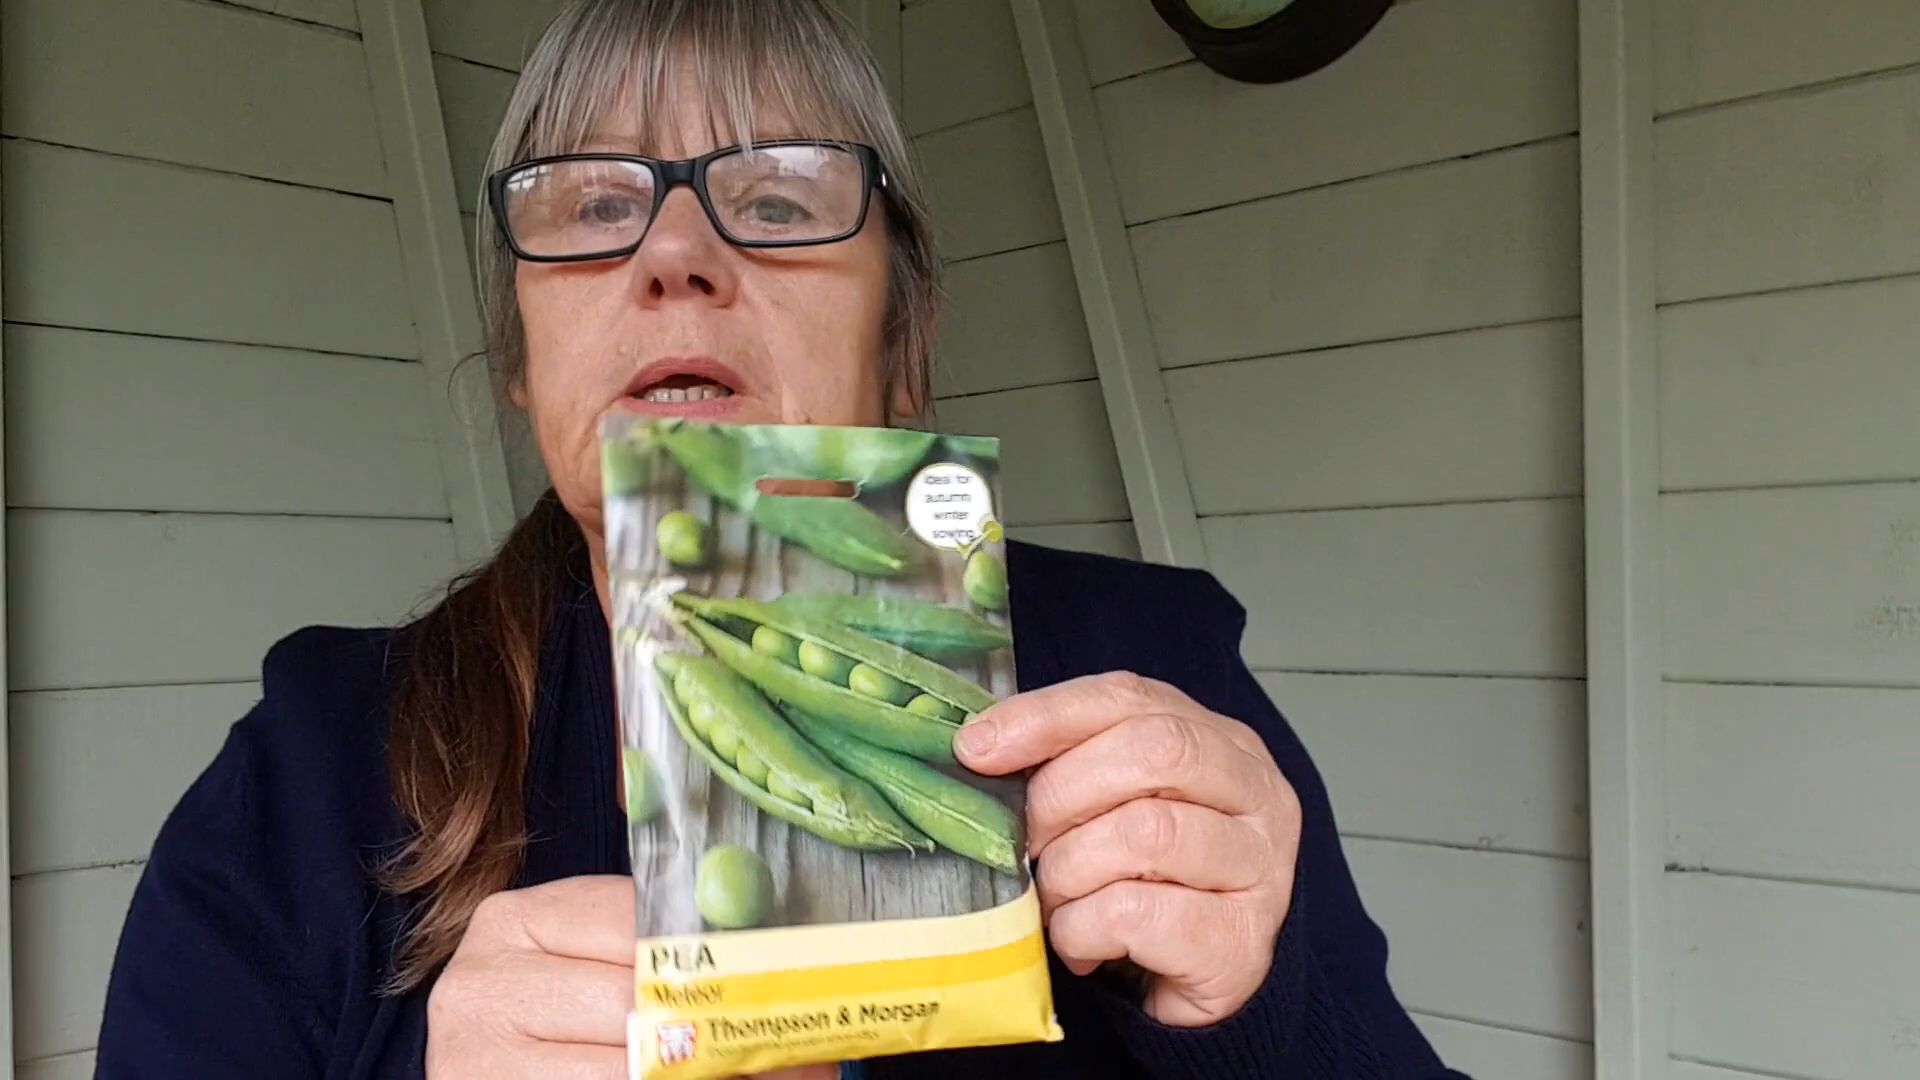 Ideal for
autumn
winter
sowing
PEA
Meteor
Thompson & Morgan